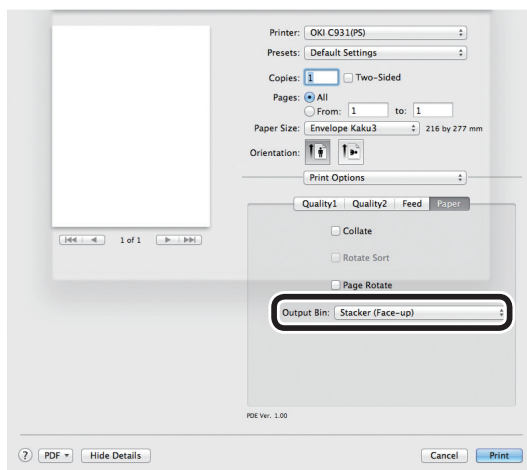 Printer: OKI C931(PS)
Presets: Default Settings
Copies: 1 Two-Sided
Pages: All
From: 1 to: 1
Paper Size: Envelope Kaku3 216 by 277 mm
Orientation:
Print Options
Quality1 Quality2 Feed Paper
Collate
1 of 1
Rotate Sort
Page Rotate
Output Bin: Stacker (Face-up)
PDE Ver. 1.00
? PDF Hide Details Cancel Print